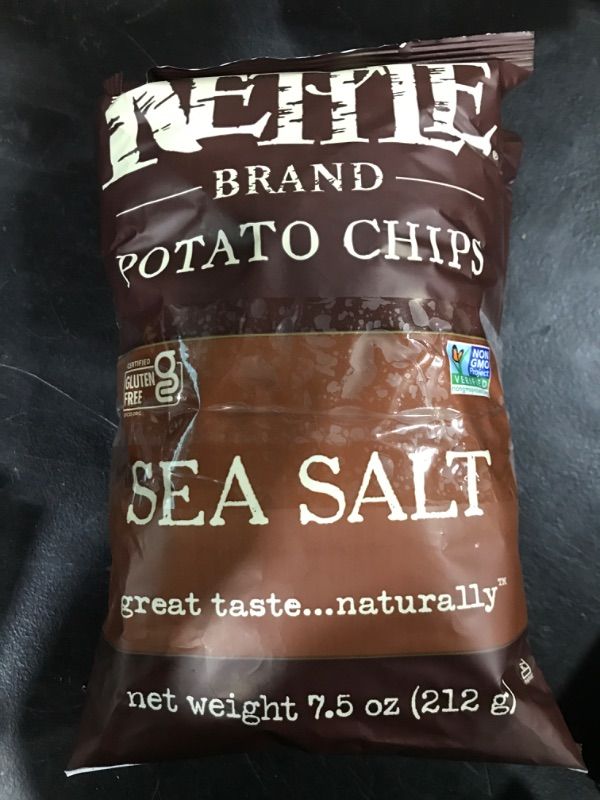 KETTLE®
BRAND
POTATO CHIPS
CERTIFIED
GLUTEN
FREE
NON
GMO
Project
VERIFIED
SEA SALT
great taste...naturally™
net weight 7.5 oz (212 g)